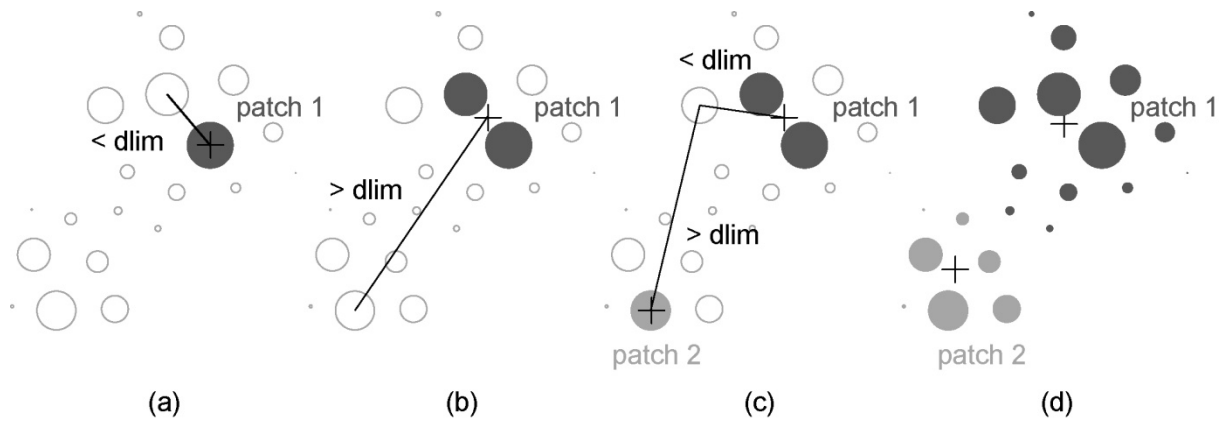 < dlim
patch 1
(a)
> dlim
patch 1
(b)
< dlim
patch 1
> dlim
patch 2
(c)
patch 1
patch 2
(d)